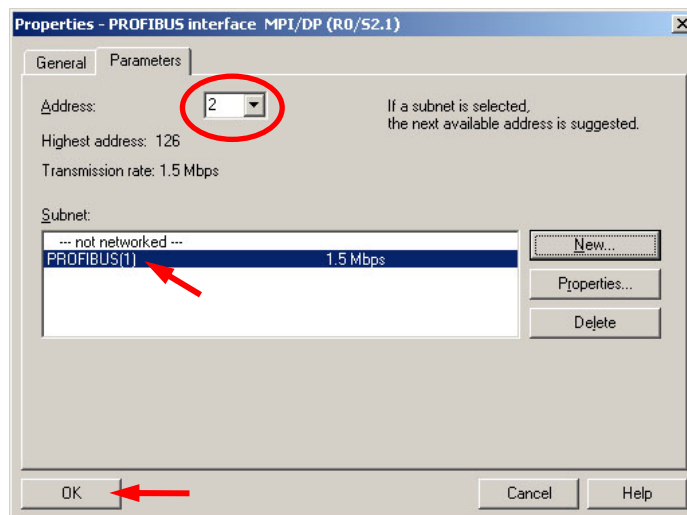 Properties - PROFIBUS interface MPI/DP (R0/S2.1)
General Parameters
Address: 2
If a subnet is selected,
the next available address is suggested.
Highest address: 126
Transmission rate: 1.5 Mbps
Subnet:
--- not networked ---
PROFIBUS(1) 1.5 Mbps
New...
Properties...
Delete
OK Cancel Help